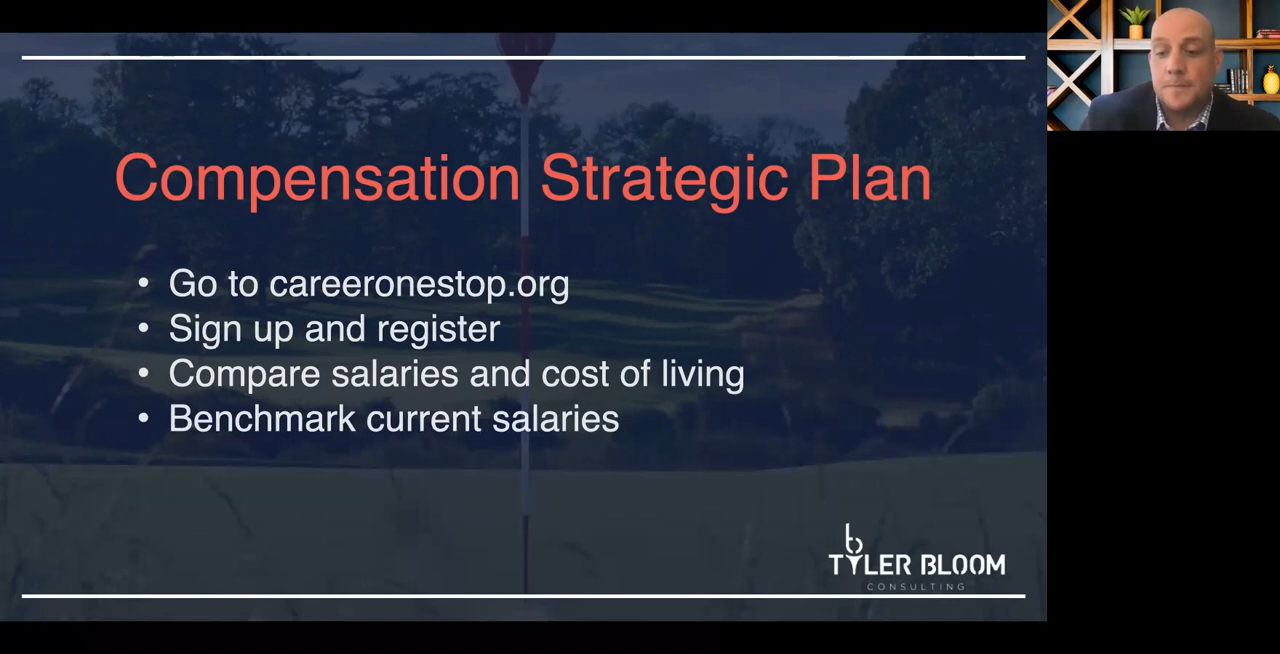 Compensation Strategic Plan
• Go to careeronestop.org
• Sign up and register
• Compare salaries and cost of living
• Benchmark current salaries
TYLER BLOOM
CONSULTING